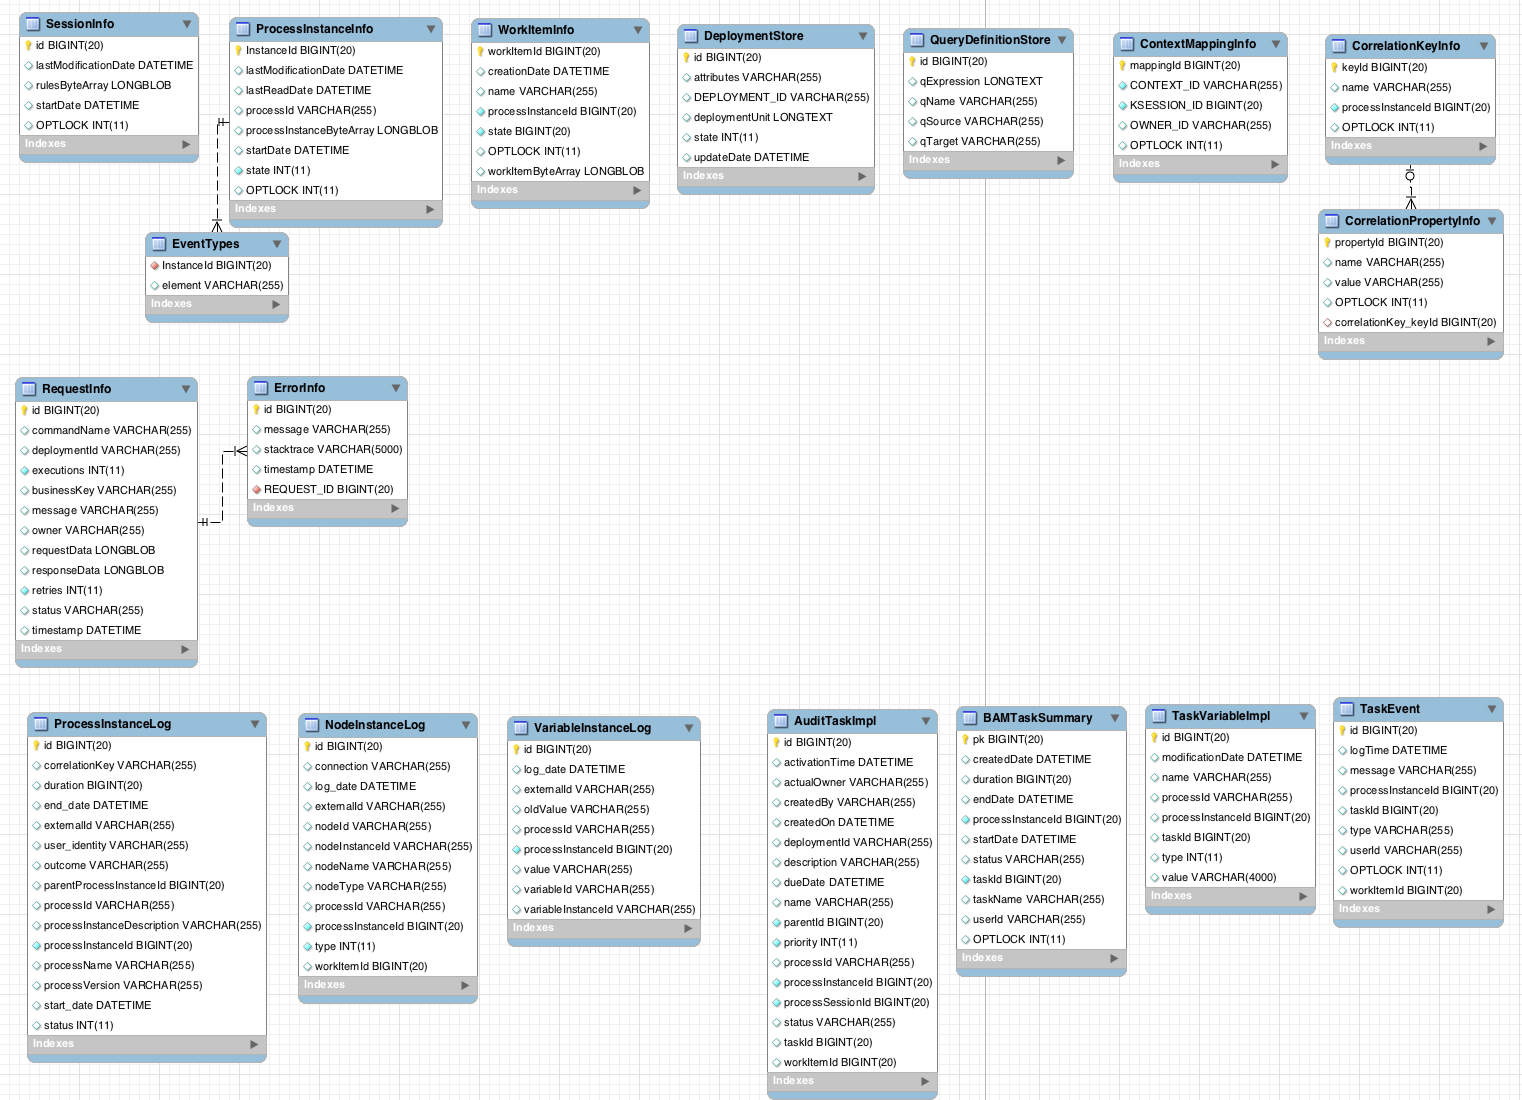 SessionInfo
id BIGINT(20)
lastModificationDate DATETIME
rulesByteArray LONGBLOB
startDate DATETIME
OPTLOCK INT(11)
Indexes
ProcessInstanceInfo
InstanceId BIGINT(20)
lastModificationDate DATETIME
lastReadDate DATETIME
processId VARCHAR(255)
processInstanceByteArray LONGBLOB
startDate DATETIME
state INT(11)
OPTLOCK INT(11)
Indexes
WorkItemInfo
workItemId BIGINT(20)
creationDate DATETIME
name VARCHAR(255)
processInstanceId BIGINT(20)
state BIGINT(20)
OPTLOCK INT(11)
workItemByteArray LONGBLOB
Indexes
DeploymentStore
id BIGINT(20)
attributes VARCHAR(255)
DEPLOYMENT_ID VARCHAR(255)
deploymentUnit LONGTEXT
state INT(11)
updateDate DATETIME
Indexes
QueryDefinitionStore
id BIGINT(20)
qExpression LONGTEXT
qName VARCHAR(255)
qSource VARCHAR(255)
qTarget VARCHAR(255)
Indexes
ContextMappingInfo
mappingId BIGINT(20)
CONTEXT_ID VARCHAR(255)
KSESSION_ID BIGINT(20)
OWNER_ID VARCHAR(255)
OPTLOCK INT(11)
Indexes
CorrelationKeyInfo
keyId BIGINT(20)
name VARCHAR(255)
processInstanceId BIGINT(20)
OPTLOCK INT(11)
Indexes
EventTypes
InstanceId BIGINT(20)
element VARCHAR(255)
Indexes
CorrelationPropertyInfo
propertyId BIGINT(20)
name VARCHAR(255)
value VARCHAR(255)
OPTLOCK INT(11)
correlationKey_keyId BIGINT(20)
Indexes
RequestInfo
id BIGINT(20)
commandName VARCHAR(255)
deploymentId VARCHAR(255)
executions INT(11)
businessKey VARCHAR(255)
message VARCHAR(255)
owner VARCHAR(255)
requestData LONGBLOB
responseData LONGBLOB
retries INT(11)
status VARCHAR(255)
timestamp DATETIME
Indexes
ErrorInfo
id BIGINT(20)
message VARCHAR(255)
stacktrace VARCHAR(5000)
timestamp DATETIME
REQUEST_ID BIGINT(20)
Indexes
ProcessInstanceLog
id BIGINT(20)
correlationKey VARCHAR(255)
duration BIGINT(20)
end_date DATETIME
externalId VARCHAR(255)
user_identity VARCHAR(255)
outcome VARCHAR(255)
parentProcessInstanceId BIGINT(20)
processId VARCHAR(255)
processInstanceDescription VARCHAR(255)
processInstanceId BIGINT(20)
processName VARCHAR(255)
processVersion VARCHAR(255)
start_date DATETIME
status INT(11)
Indexes
NodeInstanceLog
id BIGINT(20)
connection VARCHAR(255)
log_date DATETIME
externalId VARCHAR(255)
nodeId VARCHAR(255)
nodeInstanceId VARCHAR(255)
nodeName VARCHAR(255)
nodeType VARCHAR(255)
processId VARCHAR(255)
processInstanceId BIGINT(20)
type INT(11)
workItemId BIGINT(20)
Indexes
VariableInstanceLog
id BIGINT(20)
log_date DATETIME
externalId VARCHAR(255)
oldValue VARCHAR(255)
processId VARCHAR(255)
processInstanceId BIGINT(20)
value VARCHAR(255)
variableId VARCHAR(255)
variableInstanceId VARCHAR(255)
Indexes
AuditTaskImpl
id BIGINT(20)
activationTime DATETIME
actualOwner VARCHAR(255)
createdBy VARCHAR(255)
createdOn DATETIME
deploymentId VARCHAR(255)
description VARCHAR(255)
dueDate DATETIME
name VARCHAR(255)
parentId BIGINT(20)
priority INT(11)
processId VARCHAR(255)
processInstanceId BIGINT(20)
processSessionId BIGINT(20)
status VARCHAR(255)
taskId BIGINT(20)
workItemId BIGINT(20)
Indexes
BAMTaskSummary
pk BIGINT(20)
createdDate DATETIME
duration BIGINT(20)
endDate DATETIME
processInstanceId BIGINT(20)
startDate DATETIME
status VARCHAR(255)
taskId BIGINT(20)
taskName VARCHAR(255)
userId VARCHAR(255)
OPTLOCK INT(11)
Indexes
TaskVariableImpl
id BIGINT(20)
modificationDate DATETIME
name VARCHAR(255)
processId VARCHAR(255)
processInstanceId BIGINT(20)
taskId BIGINT(20)
type INT(11)
value VARCHAR(4000)
Indexes
TaskEvent
id BIGINT(20)
logTime DATETIME
message VARCHAR(255)
processInstanceId BIGINT(20)
taskId BIGINT(20)
type VARCHAR(255)
userId VARCHAR(255)
OPTLOCK INT(11)
workItemId BIGINT(20)
Indexes